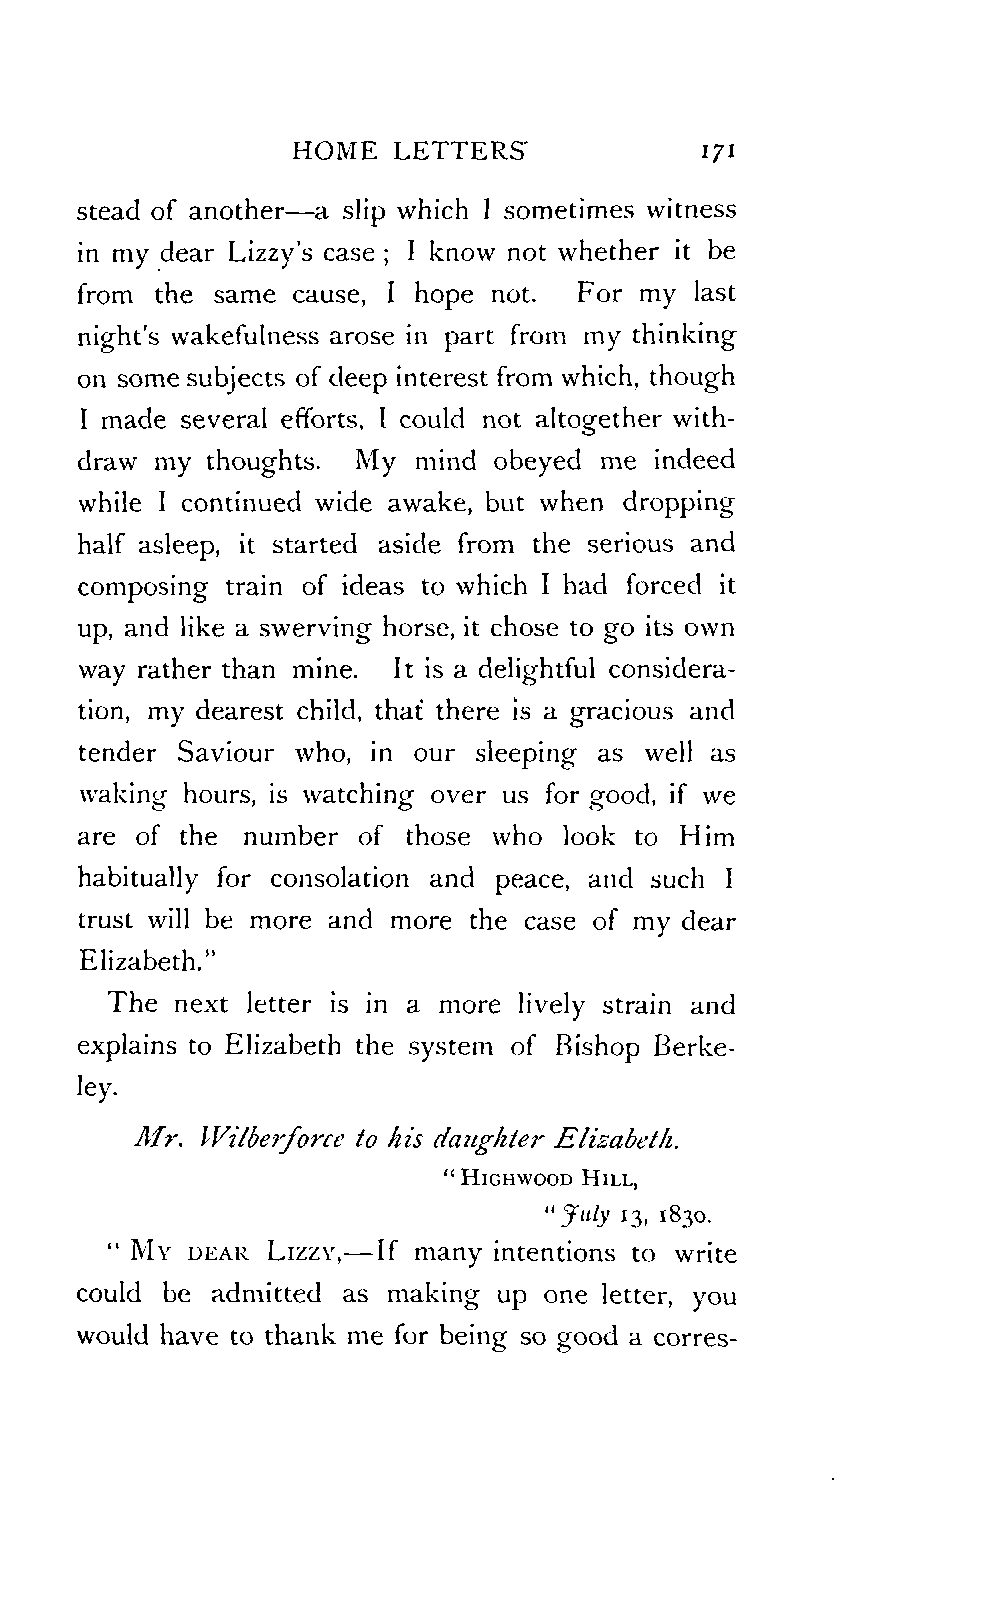 HOME LETTERS 171
stead of another—a slip which I sometimes witness
in my dear Lizzy's case; I know not whether it be
from the same cause, I hope not. For my last
night's wakefulness arose in part from my thinking
on some subjects of deep interest from which, though
I made several efforts, I could not altogether with-
draw my thoughts. My mind obeyed me indeed
while I continued wide awake, but when dropping
half asleep, it started aside from the serious and
composing train of ideas to which I had forced it
up, and like a swerving horse, it chose to go its own
way rather than mine. It is a delightful considera-
tion, my dearest child, that there is a gracious and
tender Saviour who, in our sleeping as well as
waking hours, is watching over us for good, if we
are of the number of those who look to Him
habitually for consolation and peace, and such I
trust will be more and more the case of my dear
Elizabeth."
The next letter is in a more lively strain and
explains to Elizabeth the system of Bishop Berke-
ley.
Mr. Wilberforce to his daughter Elizabeth.
"HIGHWOOD HILL,
"July 13, 1830.
"MY DEAR LIZZY,—If many intentions to write
could be admitted as making up one letter, you
would have to thank me for being so good a corres-